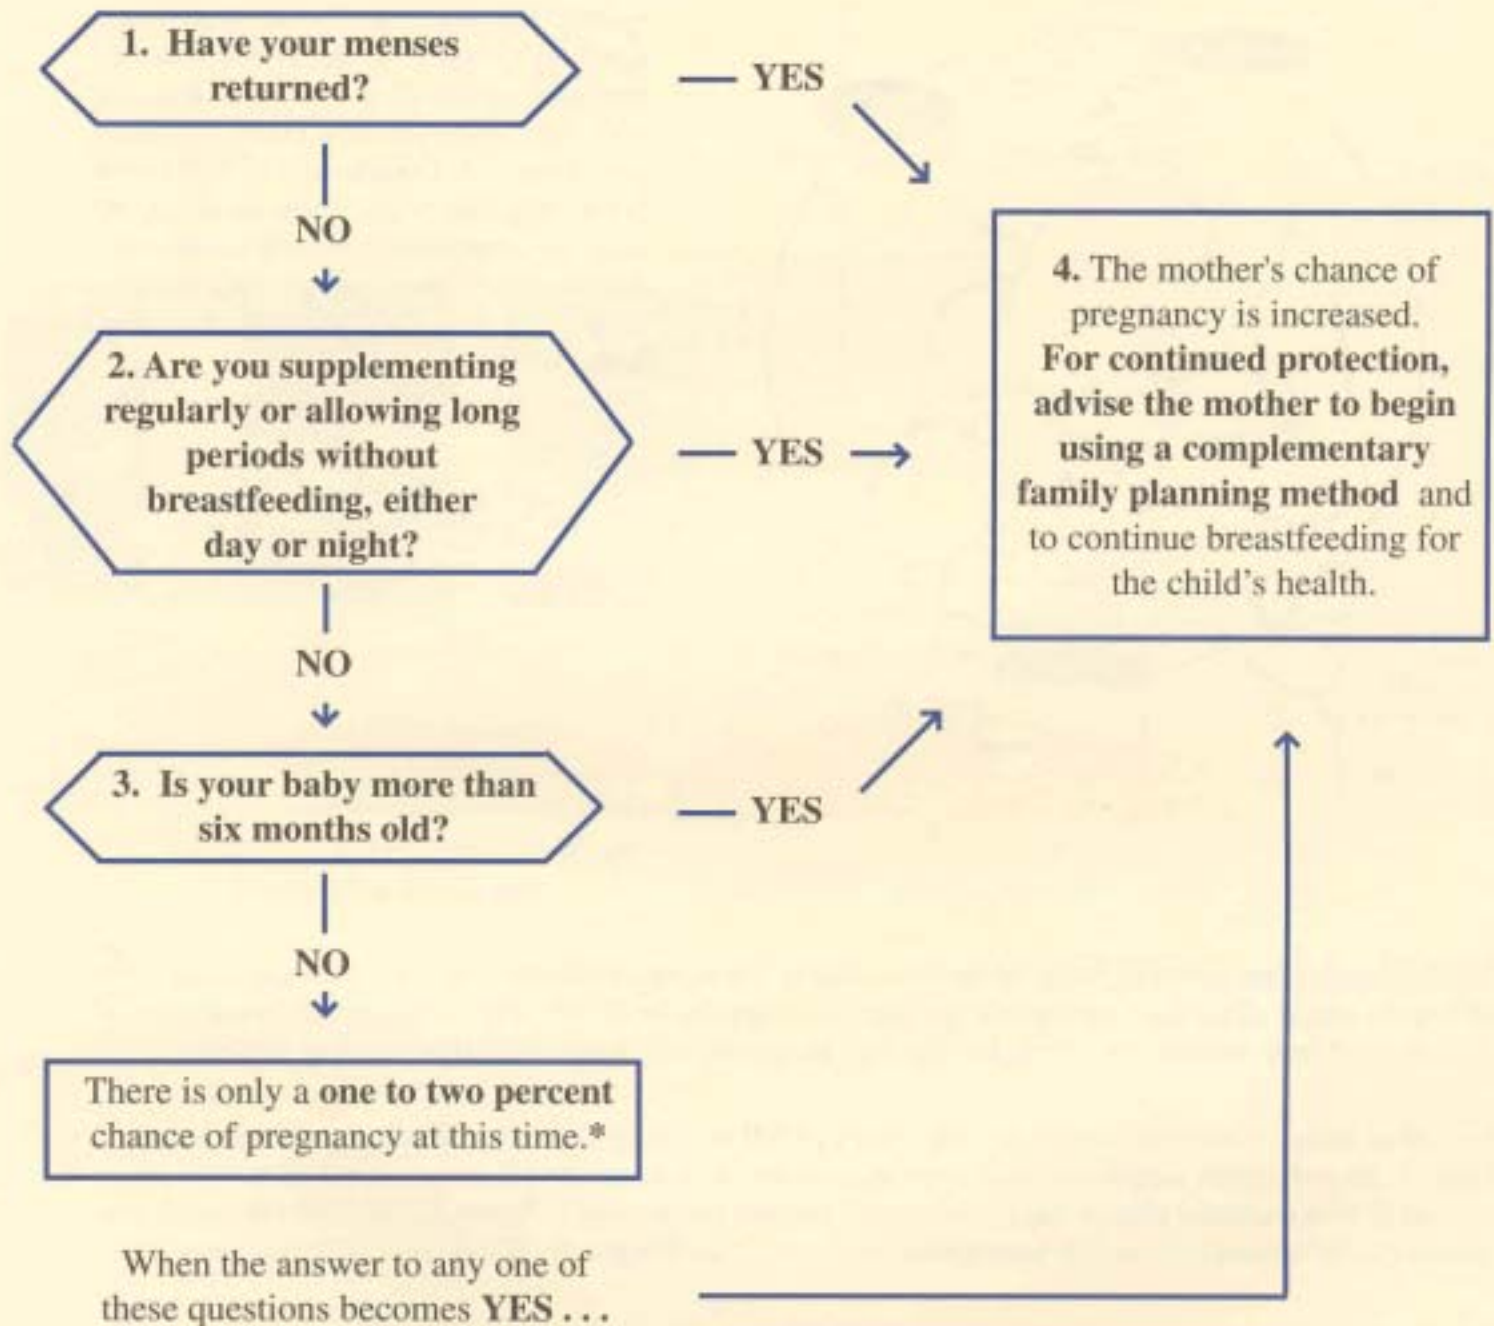 1. Have your menses
returned?
YES
NO
2. Are you supplementing
regularly or allowing long
periods without
breastfeeding, either
day or night?
YES
4. The mother's chance of
pregnancy is increased.
For continued protection,
advise the mother to begin
using a complementary
family planning method and
to continue breastfeeding for
the child's health.
NO
3. Is your baby more than
six months old?
YES
NO
There is only a one to two percent
chance of pregnancy at this time.*
When the answer to any one of
these questions becomes YES . . .